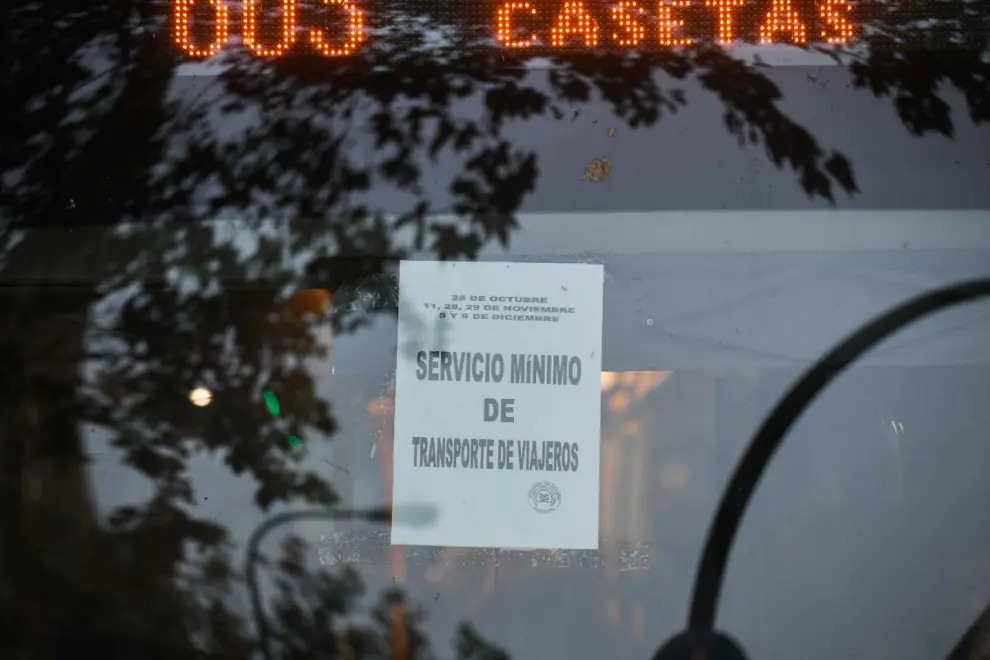 003 CASETAS
28 DE OCTUBRE
11, 28, 29 DE NOVIEMBRE
5 Y 9 DE DICIEMBRE
SERVICIO MíNIMO
DE
TRANSPORTE DE VIAJEROS